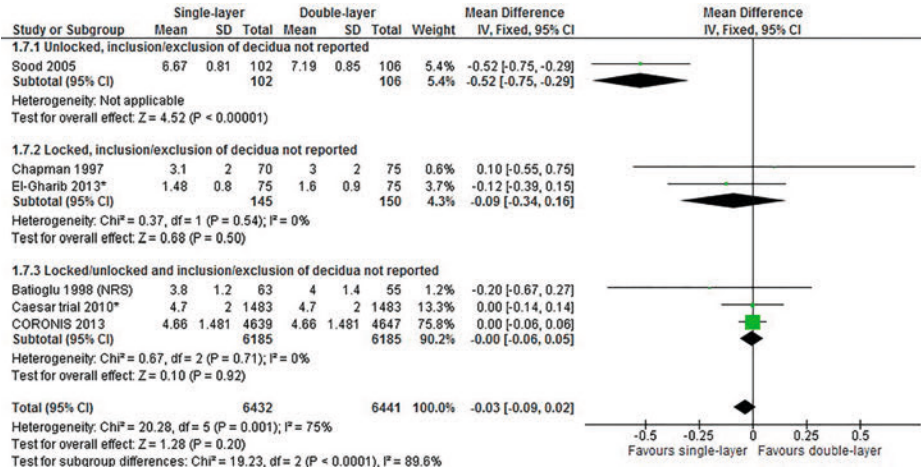 Single-layer Double-layer Mean Difference Mean Difference
Study or Subgroup Mean SD Total Mean SD Total Weight IV, Fixed, 95% CI IV, Fixed, 95% CI
1.7.1 Unlocked, inclusion/exclusion of decidua not reported
Sood 2005 6.67 0.81 102 7.19 0.85 106 5.4% -0.52 [-0.75, -0.29]
Subtotal (95% CI) 102 106 5.4% -0.52 [-0.75, -0.29]
Heterogeneity: Not applicable
Test for overall effect: Z = 4.52 (P < 0.00001)
1.7.2 Locked, inclusion/exclusion of decidua not reported
Chapman 1997 3.1 2 70 3 2 75 0.6% 0.10 [-0.55, 0.75]
El-Gharib 2013* 1.48 0.8 75 1.6 0.9 75 3.7% -0.12 [-0.39, 0.15]
Subtotal (95% CI) 145 150 4.3% -0.09 [-0.34, 0.16]
Heterogeneity: Chi² = 0.37, df = 1 (P = 0.54); I² = 0%
Test for overall effect: Z = 0.68 (P = 0.50)
1.7.3 Locked/unlocked and inclusion/exclusion of decidua not reported
Batioglu 1998 (NRS) 3.8 1.2 63 4 1.4 55 1.2% -0.20 [-0.67, 0.27]
Caesar trial 2010* 4.7 2 1483 4.7 2 1483 13.3% 0.00 [-0.14, 0.14]
CORONIS 2013 4.66 1.481 4639 4.66 1.481 4647 75.8% 0.00 [-0.06, 0.06]
Subtotal (95% CI) 6185 6185 90.2% -0.00 [-0.06, 0.05]
Heterogeneity: Chi² = 0.67, df = 2 (P = 0.71); I² = 0%
Test for overall effect: Z = 0.10 (P = 0.92)
Total (95% CI) 6432 6441 100.0% -0.03 [-0.09, 0.02]
Heterogeneity: Chi² = 20.28, df = 5 (P = 0.001); I² = 75%
Test for overall effect: Z = 1.28 (P = 0.20)
Test for subgroup differences: Chi² = 19.23, df = 2 (P < 0.0001), I² = 89.6%
-0.5 -0.25 0 0.25 0.5
Favours single-layer Favours double-layer